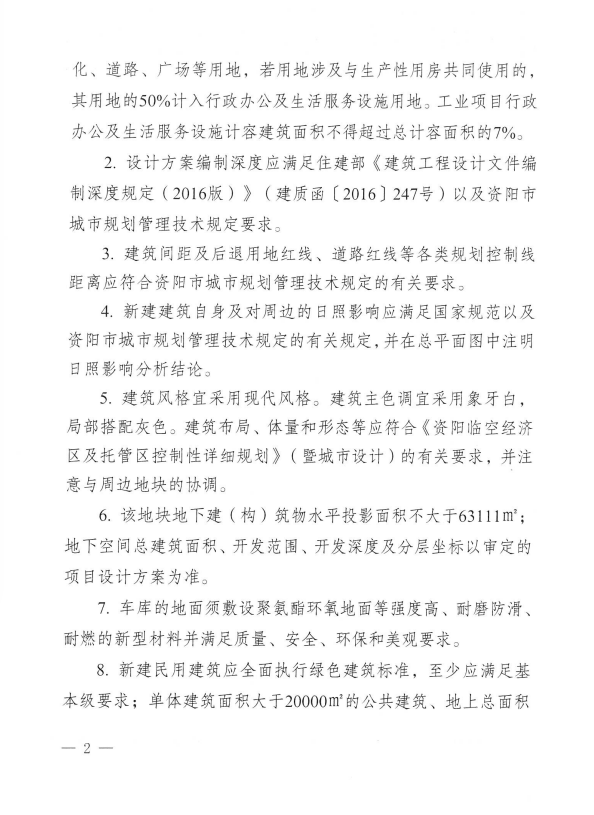 化、道路、广场等用地，若用地涉及与生产性用房共同使用的，
其用地的50%计入行政办公及生活服务设施用地。工业项目行政
办公及生活服务设施计容建筑面积不得超过总计容面积的7%。
2. 设计方案编制深度应满足住建部《建筑工程设计文件编
制深度规定（2016版）》（建质函〔2016〕247号）以及资阳市
城市规划管理技术规定要求。
3. 建筑间距及后退用地红线、道路红线等各类规划控制线
距离应符合资阳市城市规划管理技术规定的有关要求。
4. 新建建筑自身及对周边的日照影响应满足国家规范以及
资阳市城市规划管理技术规定的有关规定，并在总平面图中注明
日照影响分析结论。
5. 建筑风格宜采用现代风格。建筑主色调宜采用象牙白，
局部搭配灰色。建筑布局、体量和形态等应符合《资阳临空经济
区及托管区控制性详细规划》（暨城市设计）的有关要求，并注
意与周边地块的协调。
6. 该地块地下建（构）筑物水平投影面积不大于63111㎡；
地下空间总建筑面积、开发范围、开发深度及分层坐标以审定的
项目设计方案为准。
7. 车库的地面须敷设聚氨酯环氧地面等强度高、耐磨防滑、
耐燃的新型材料并满足质量、安全、环保和美观要求。
8. 新建民用建筑应全面执行绿色建筑标准，至少应满足基
本级要求；单体建筑面积大于20000㎡的公共建筑、地上总面积
— 2 —